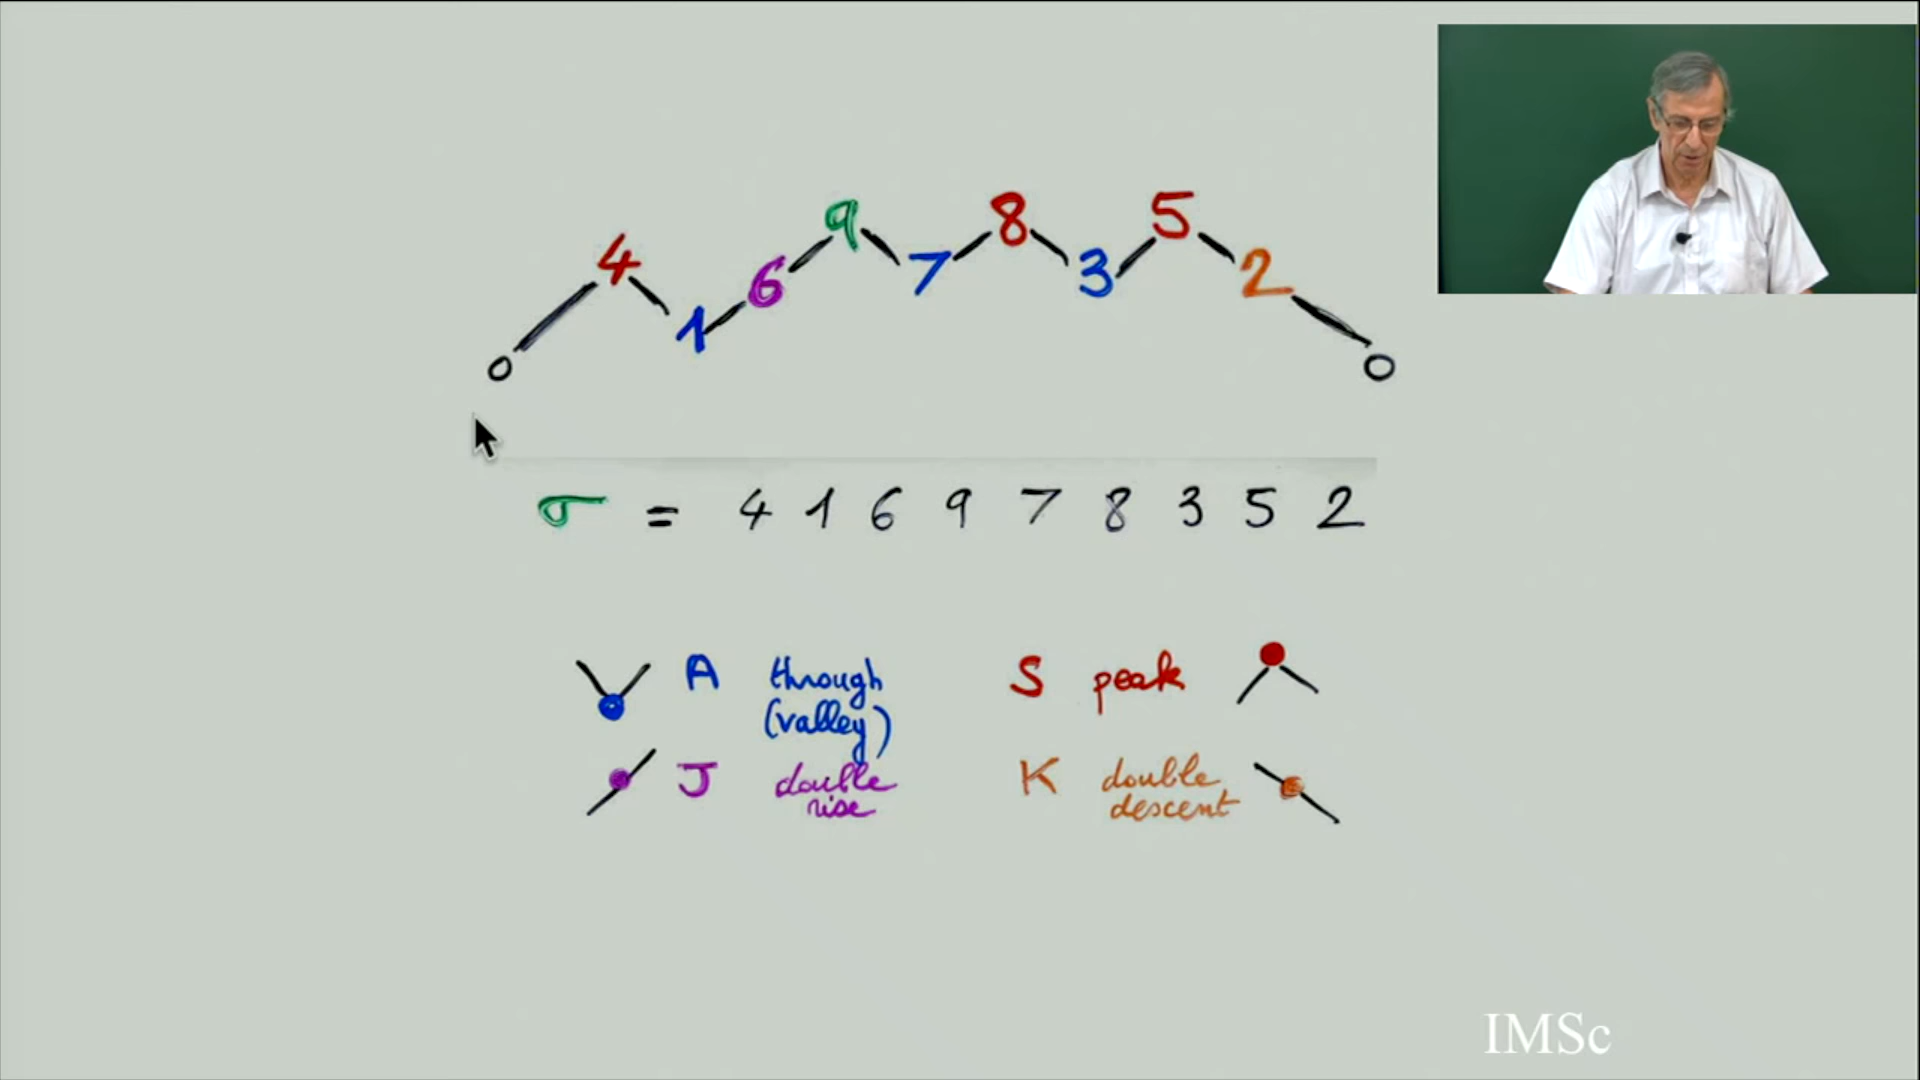 9
8
5
4
6
7
3
2
1
0
0
σ = 4 1 6 9 7 8 3 5 2
A through S peak
(valley)
J double K double
rise descent
IMSc